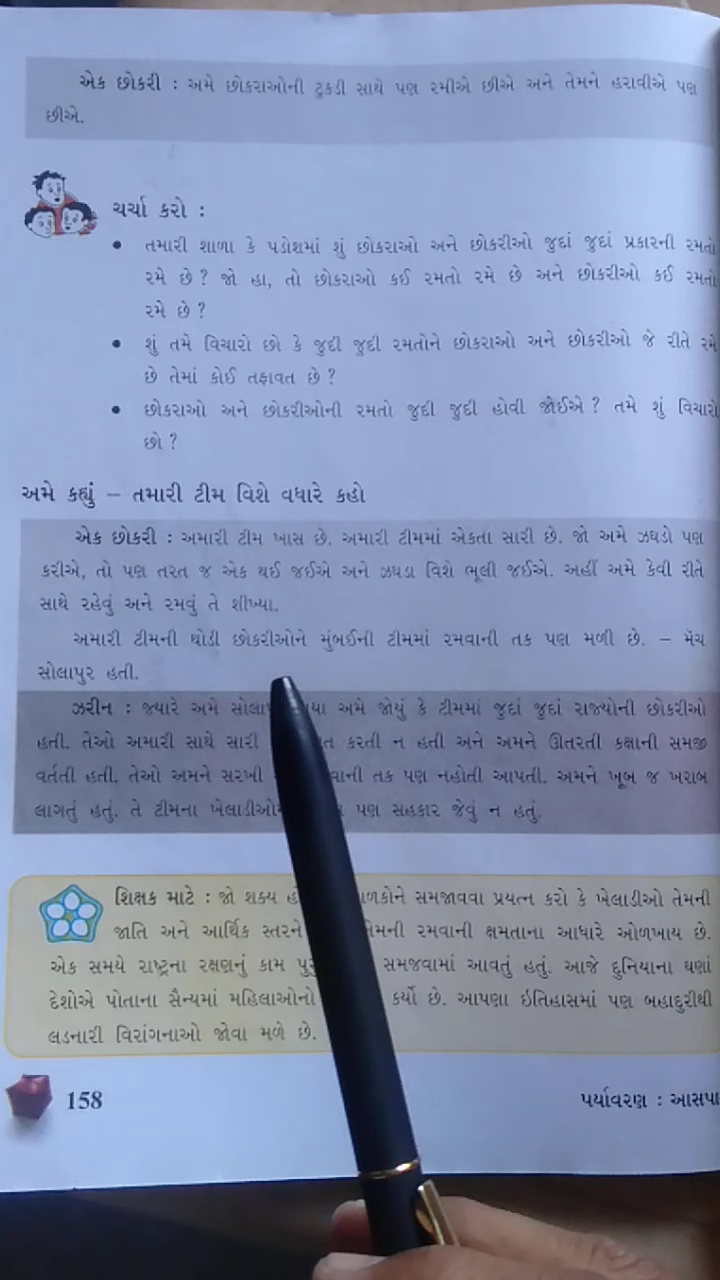 એક છોકરી : અમે છોકરાઓની ટુકડી સાથે પણ રમીએ છીએ અને તેમને હરાવીએ પણ
છીએ.
ચર્ચા કરો :
• તમારી શાળા કે પડોશમાં શું છોકરાઓ અને છોકરીઓ જુદાં જુદાં પ્રકારની રમતો
રમે છે ? જો હા, તો છોકરાઓ કઈ રમતો રમે છે અને છોકરીઓ કઈ રમતો
રમે છે ?
• શું તમે વિચારો છો કે જુદી જુદી રમતોને છોકરાઓ અને છોકરીઓ જે રીતે રમે
છે તેમાં કોઈ તફાવત છે ?
• છોકરાઓ અને છોકરીઓની રમતો જુદી જુદી હોવી જોઈએ ? તમે શું વિચારો
છો ?
અમે કહ્યું – તમારી ટીમ વિશે વધારે કહો
એક છોકરી : અમારી ટીમ ખાસ છે. અમારી ટીમમાં એકતા સારી છે. જો અમે ઝઘડો પણ
કરીએ, તો પણ તરત જ એક થઈ જઈએ અને ઝઘડા વિશે ભૂલી જઈએ. અહીં અમે કેવી રીતે
સાથે રહેવું અને રમવું તે શીખ્યા.
અમારી ટીમની થોડી છોકરીઓને મુંબઈની ટીમમાં રમવાની તક પણ મળી છે. – મૅચ
સોલાપુર હતી.
ઝરીન : જ્યારે અમે અમે જોયું કે ટીમમાં જુદાં જુદાં રાજ્યોની છોકરીઓ
હતી. તેઓ અમારી સાથે સારી કરતી ન હતી અને અમને ઊતરતી કક્ષાની સમજી
વર્તતી હતી. તેઓ અમને સરખી તક પણ નહોતી આપતી. અમને ખૂબ જ ખરાબ
લાગતું હતું. તે ટીમના પણ સહકાર જેવું ન હતું.
શિક્ષક માટે : જો શક્ય સમજાવવા પ્રયત્ન કરો કે ખેલાડીઓ તેમની
જાતિ અને આર્થિક રમવાની ક્ષમતાના આધારે ઓળખાય છે.
એક સમયે રાષ્ટ્રના રક્ષણનું કામ સમજવામાં આવતું હતું. આજે દુનિયાના ઘણાં
દેશોએ પોતાના સૈન્યમાં મહિલાઓનો કર્યો છે. આપણા ઇતિહાસમાં પણ બહાદુરીથી
લડનારી વિરાંગનાઓ જોવા મળે છે.
158 પર્યાવરણ :